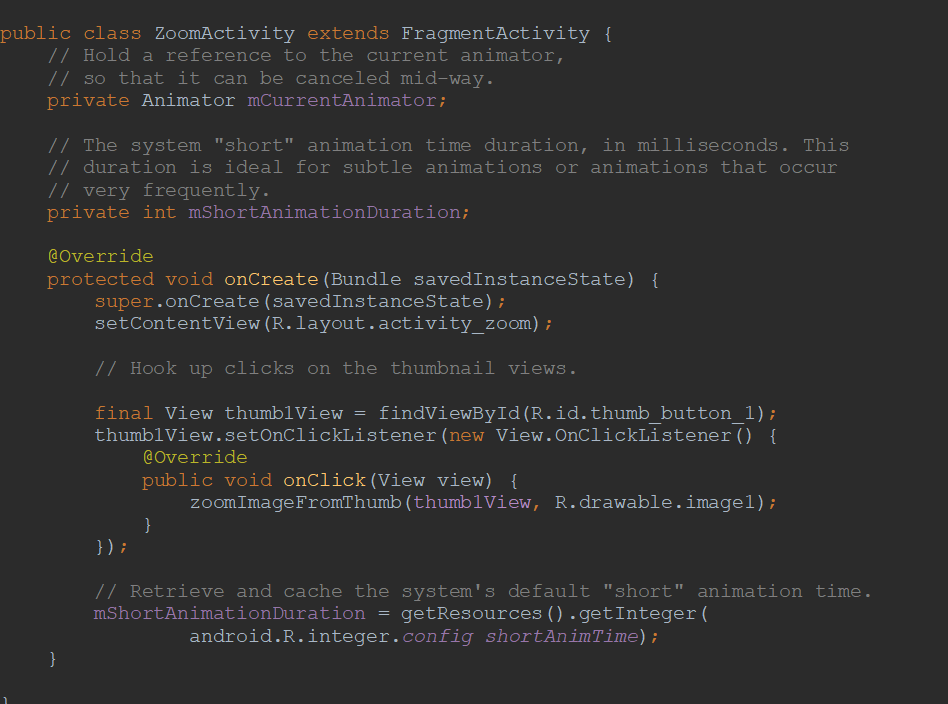 public class ZoomActivity extends FragmentActivity {
    // Hold a reference to the current animator,
    // so that it can be canceled mid-way.
    private Animator mCurrentAnimator;

    // The system "short" animation time duration, in milliseconds. This
    // duration is ideal for subtle animations or animations that occur
    // very frequently.
    private int mShortAnimationDuration;

    @Override
    protected void onCreate(Bundle savedInstanceState) {
        super.onCreate(savedInstanceState);
        setContentView(R.layout.activity_zoom);

        // Hook up clicks on the thumbnail views.

        final View thumb1View = findViewById(R.id.thumb_button_1);
        thumb1View.setOnClickListener(new View.OnClickListener() {
            @Override
            public void onClick(View view) {
                zoomImageFromThumb(thumb1View, R.drawable.image1);
            }
        });

        // Retrieve and cache the system's default "short" animation time.
        mShortAnimationDuration = getResources().getInteger(
                android.R.integer.config shortAnimTime);
    }

}